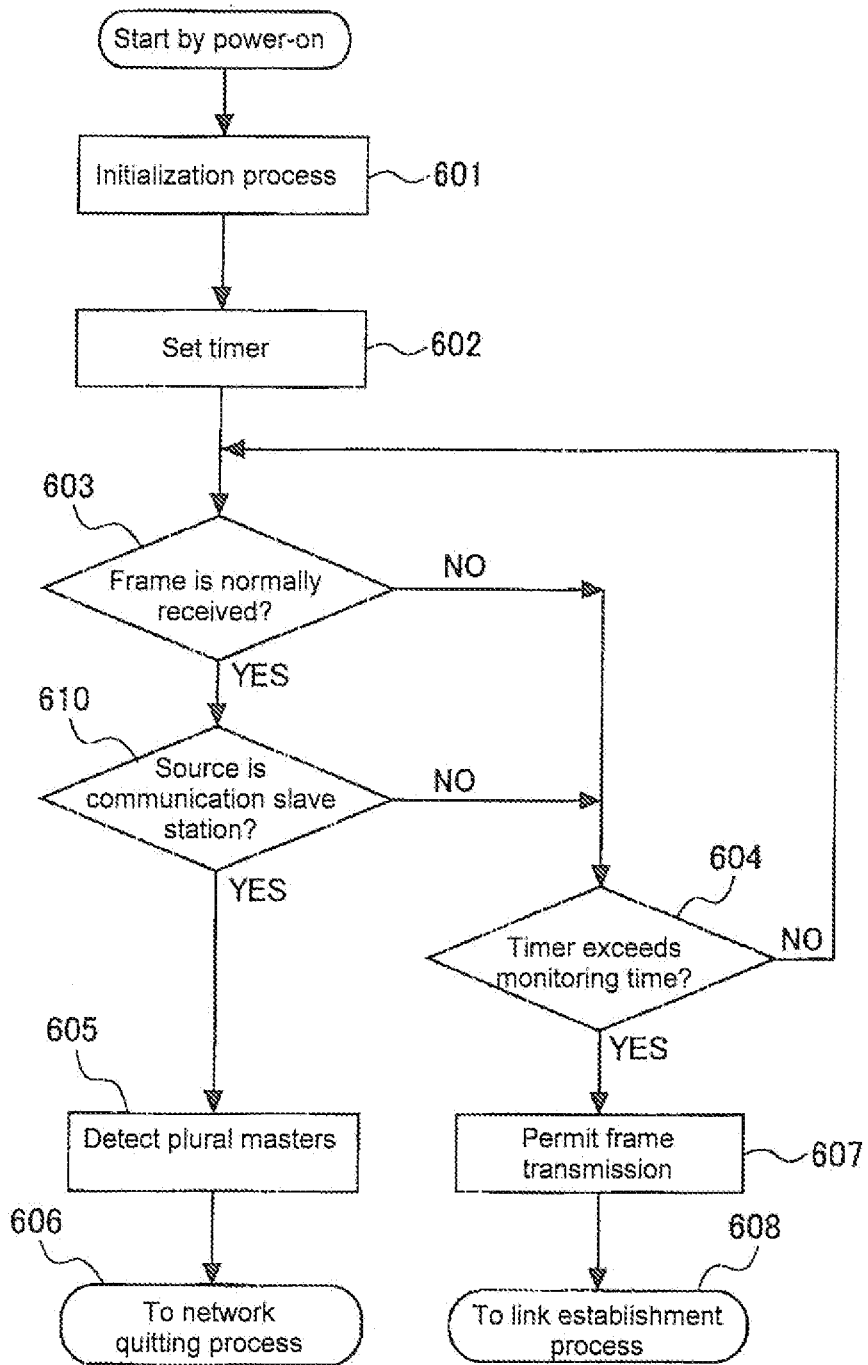 Start by power-on
Initialization process
601
Set timer
602
603
Frame is normally
received?
NO
YES
610
Source is
communication slave
station?
NO
YES
604
Timer exceeds
monitoring time?
NO
YES
605
Detect plural masters
Permit frame
transmission
607
606
To network
quitting process
608
To link establishment
process